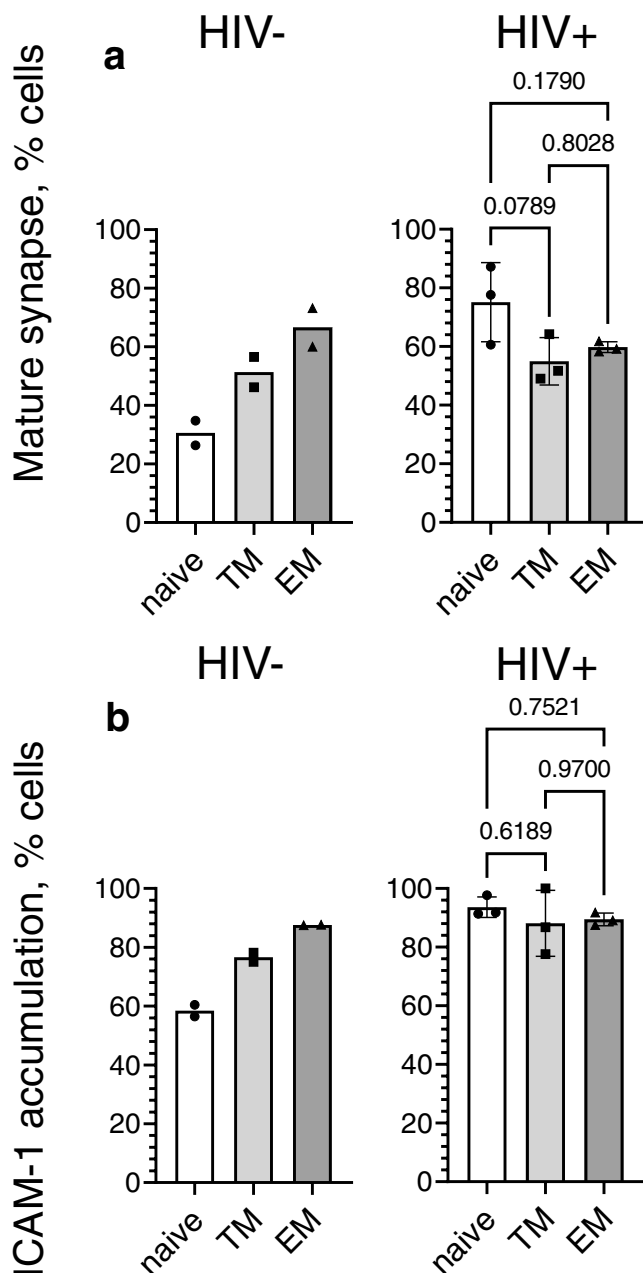 a
HIV-
HIV+
Mature synapse, % cells
0.1790
0.8028
0.0789
100
80
60
40
20
0
naive
TM
EM
100
80
60
40
20
0
naive
TM
EM
b
HIV-
HIV+
ICAM-1 accumulation, % cells
0.7521
0.9700
0.6189
100
80
60
40
20
0
naive
TM
EM
100
80
60
40
20
0
naive
TM
EM